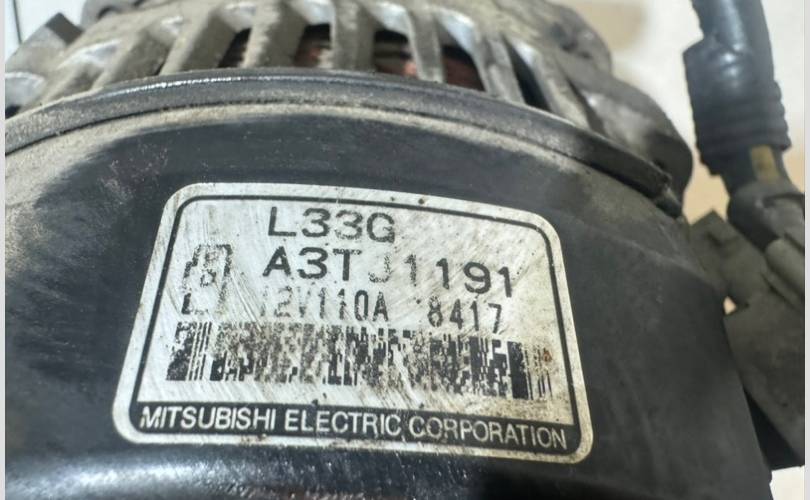 L33G
A3TJ1191
12V110A 8417
MITSUBISHI ELECTRIC CORPORATION